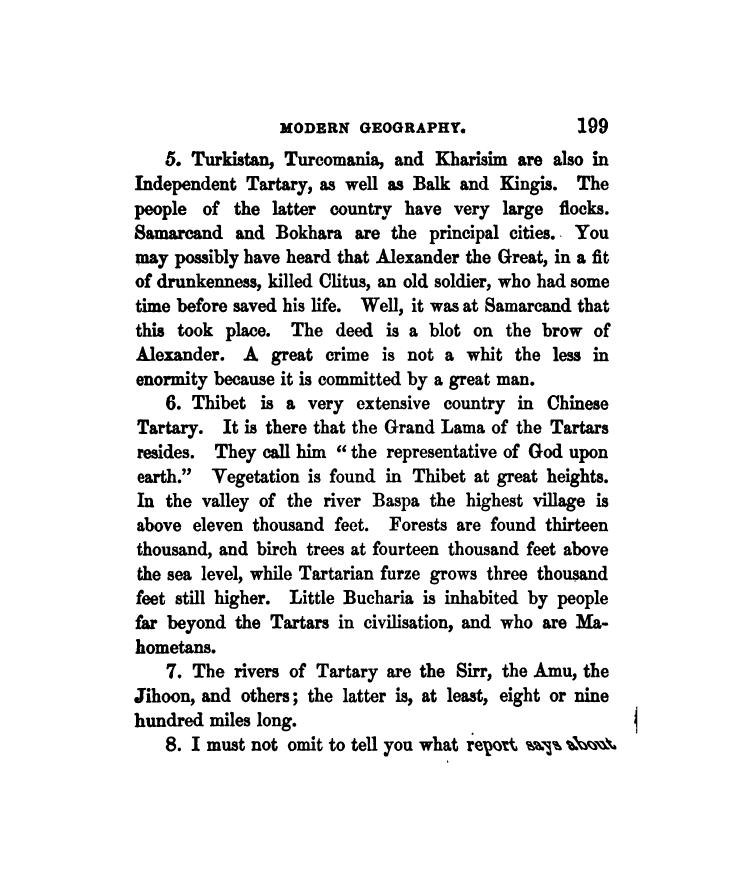 MODERN GEOGRAPHY. 199
5. Turkistan, Turcomania, and Kharisim are also in
Independent Tartary, as well as Balk and Kingis. The
people of the latter country have very large flocks.
Samarcand and Bokhara are the principal cities. You
may possibly have heard that Alexander the Great, in a fit
of drunkenness, killed Clitus, an old soldier, who had some
time before saved his life. Well, it was at Samarcand that
this took place. The deed is a blot on the brow of
Alexander. A great crime is not a whit the less in
enormity because it is committed by a great man.
6. Thibet is a very extensive country in Chinese
Tartary. It is there that the Grand Lama of the Tartars
resides. They call him “ the representative of God upon
earth.” Vegetation is found in Thibet at great heights.
In the valley of the river Baspa the highest village is
above eleven thousand feet. Forests are found thirteen
thousand, and birch trees at fourteen thousand feet above
the sea level, while Tartarian furze grows three thousand
feet still higher. Little Bucharia is inhabited by people
far beyond the Tartars in civilisation, and who are Ma-
hometans.
7. The rivers of Tartary are the Sirr, the Amu, the
Jihoon, and others; the latter is, at least, eight or nine
hundred miles long.
8. I must not omit to tell you what report says about